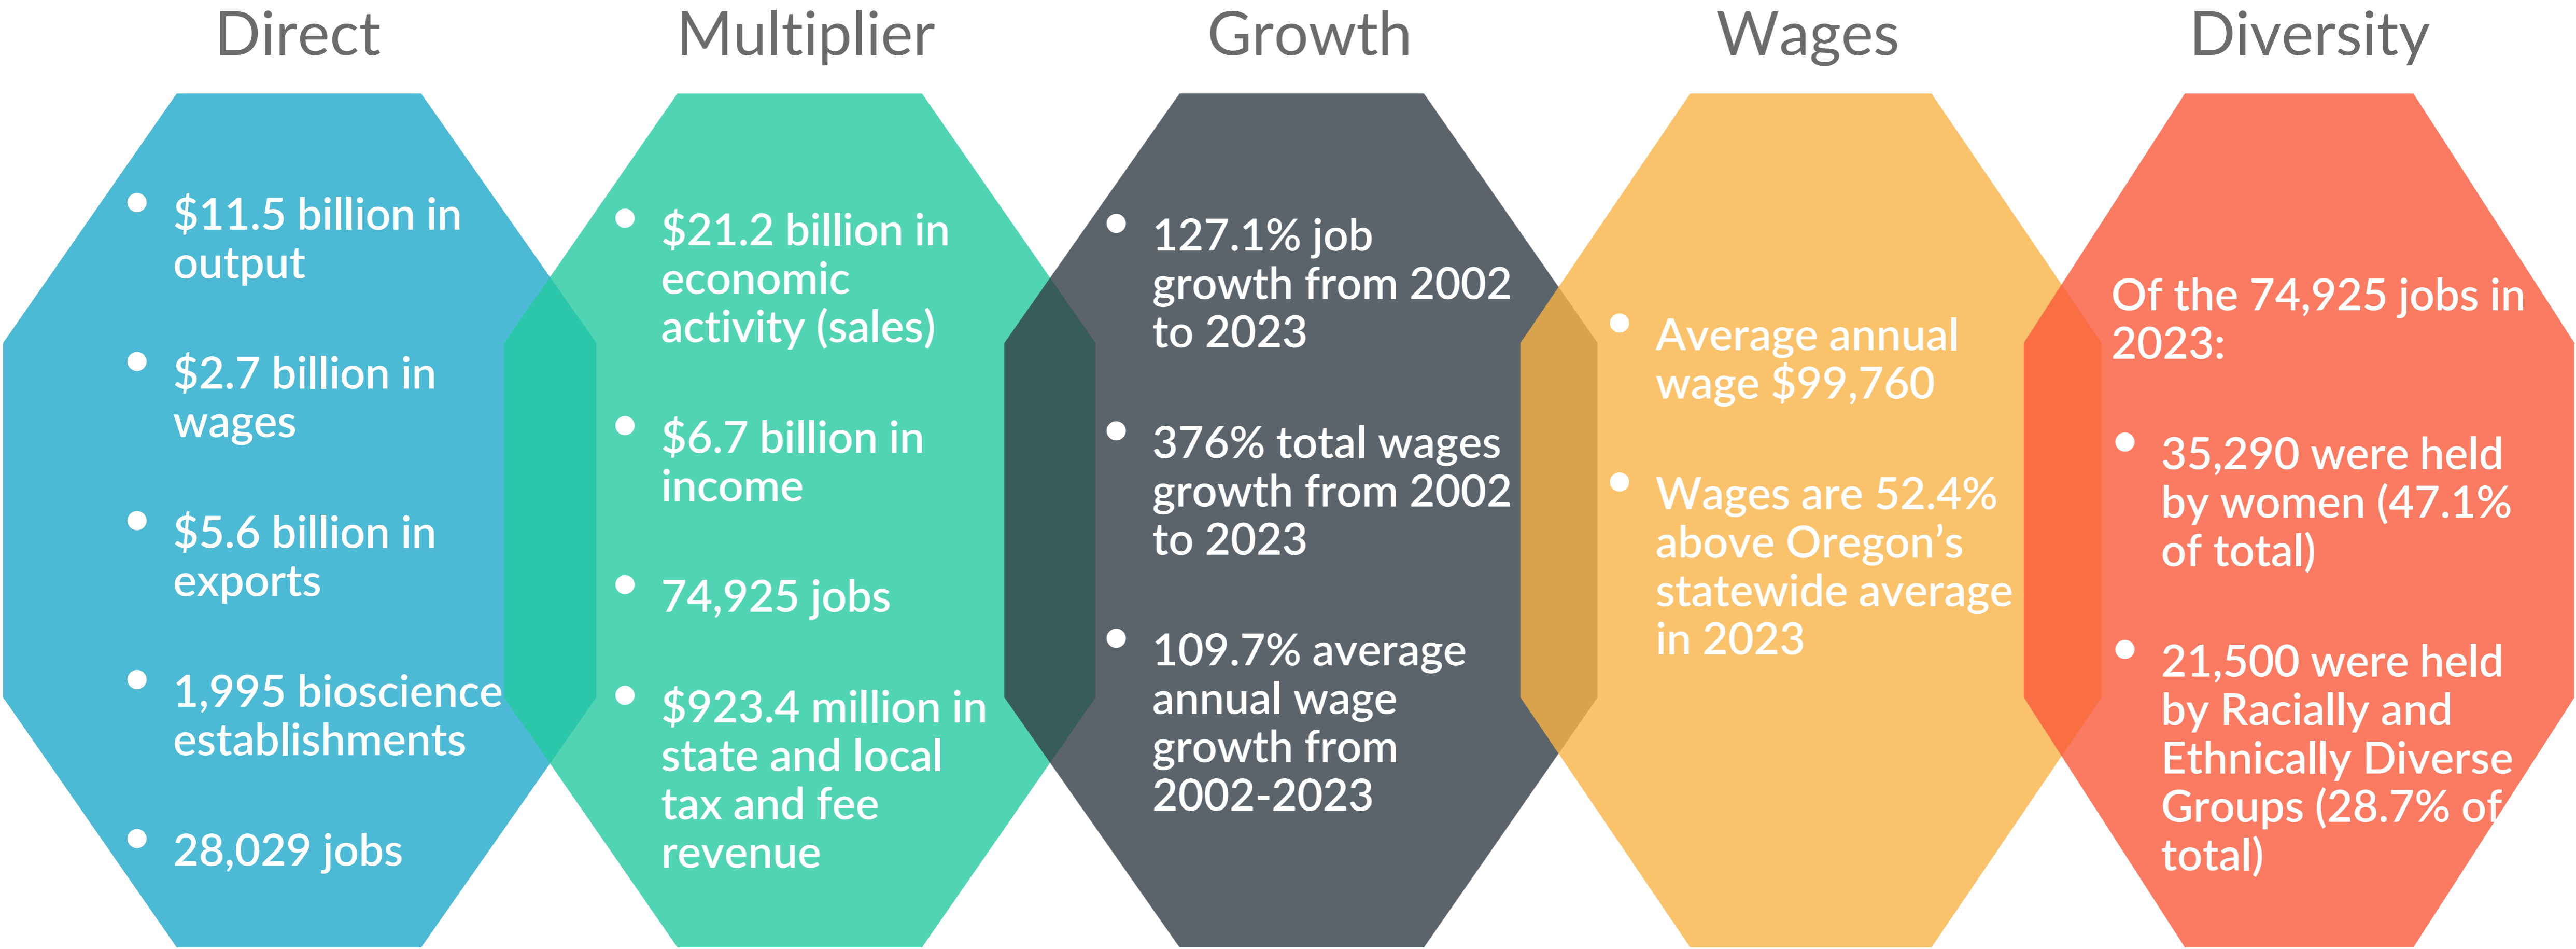 Direct
• $11.5 billion in
output
• $2.7 billion in
wages
• $5.6 billion in
exports
• 1,995 bioscience
establishments
• 28,029 jobs
Multiplier
• $21.2 billion in
economic
activity (sales)
• $6.7 billion in
income
• 74,925 jobs
• $923.4 million in
state and local
tax and fee
revenue
Growth
• 127.1% job
growth from 2002
to 2023
• 376% total wages
growth from 2002
to 2023
• 109.7% average
annual wage
growth from
2002-2023
Wages
• Average annual
wage $99,760
• Wages are 52.4%
above Oregon’s
statewide average
in 2023
Diversity
Of the 74,925 jobs in
2023:
• 35,290 were held
by women (47.1%
of total)
• 21,500 were held
by Racially and
Ethnically Diverse
Groups (28.7% of
total)